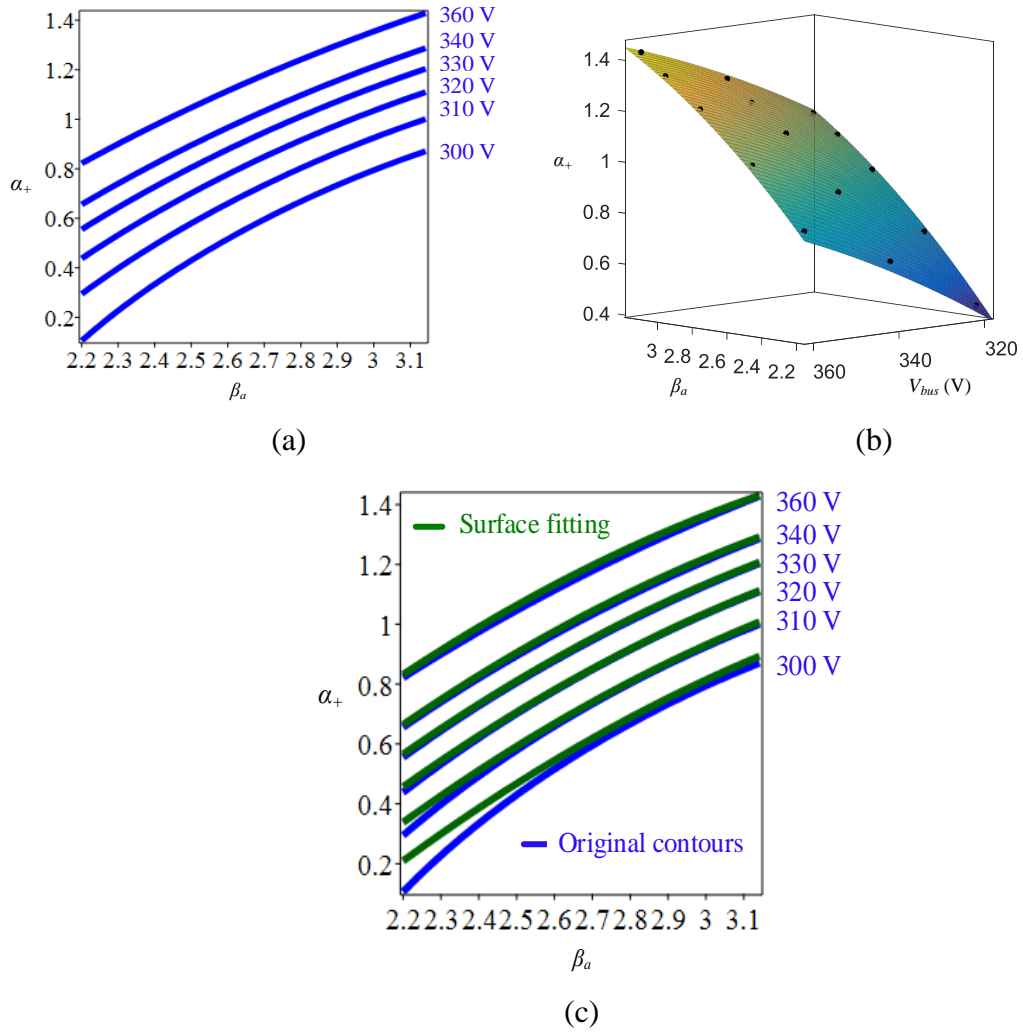 1.4
1.2
1
0.8
0.6
0.4
0.2
α₊
2.2 2.3 2.4 2.5 2.6 2.7 2.8 2.9 3 3.1
βₐ
360 V
340 V
330 V
320 V
310 V
300 V
(a)
1.4
1.2
1
0.8
0.6
0.4
α₊
3 2.8 2.6 2.4 2.2
βₐ
360 340 320
V_bus (V)
(b)
1.4
1.2
1
0.8
0.6
0.4
0.2
α₊
Surface fitting
Original contours
360 V
340 V
330 V
320 V
310 V
300 V
2.2 2.3 2.4 2.5 2.6 2.7 2.8 2.9 3 3.1
βₐ
(c)